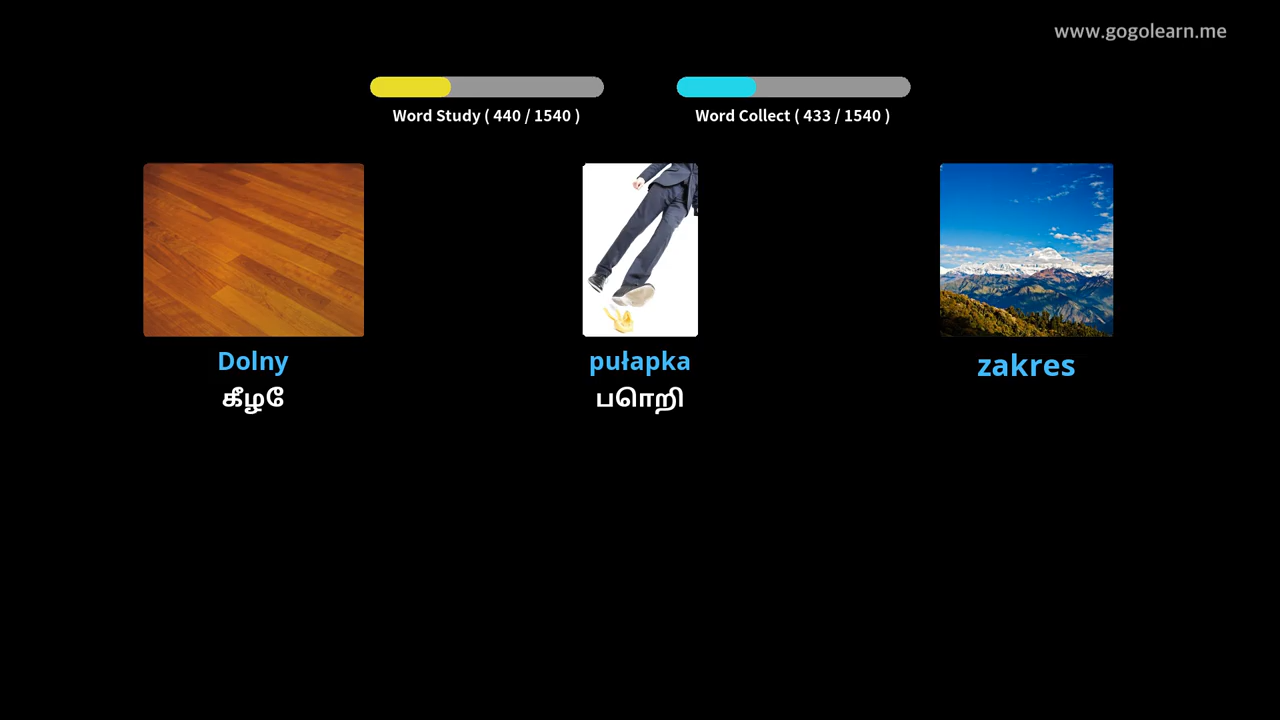 www.gogolearn.me
Word Study ( 440 / 1540 )
Word Collect ( 433 / 1540 )
Dolny
கீழே
pułapka
பொறி
zakres